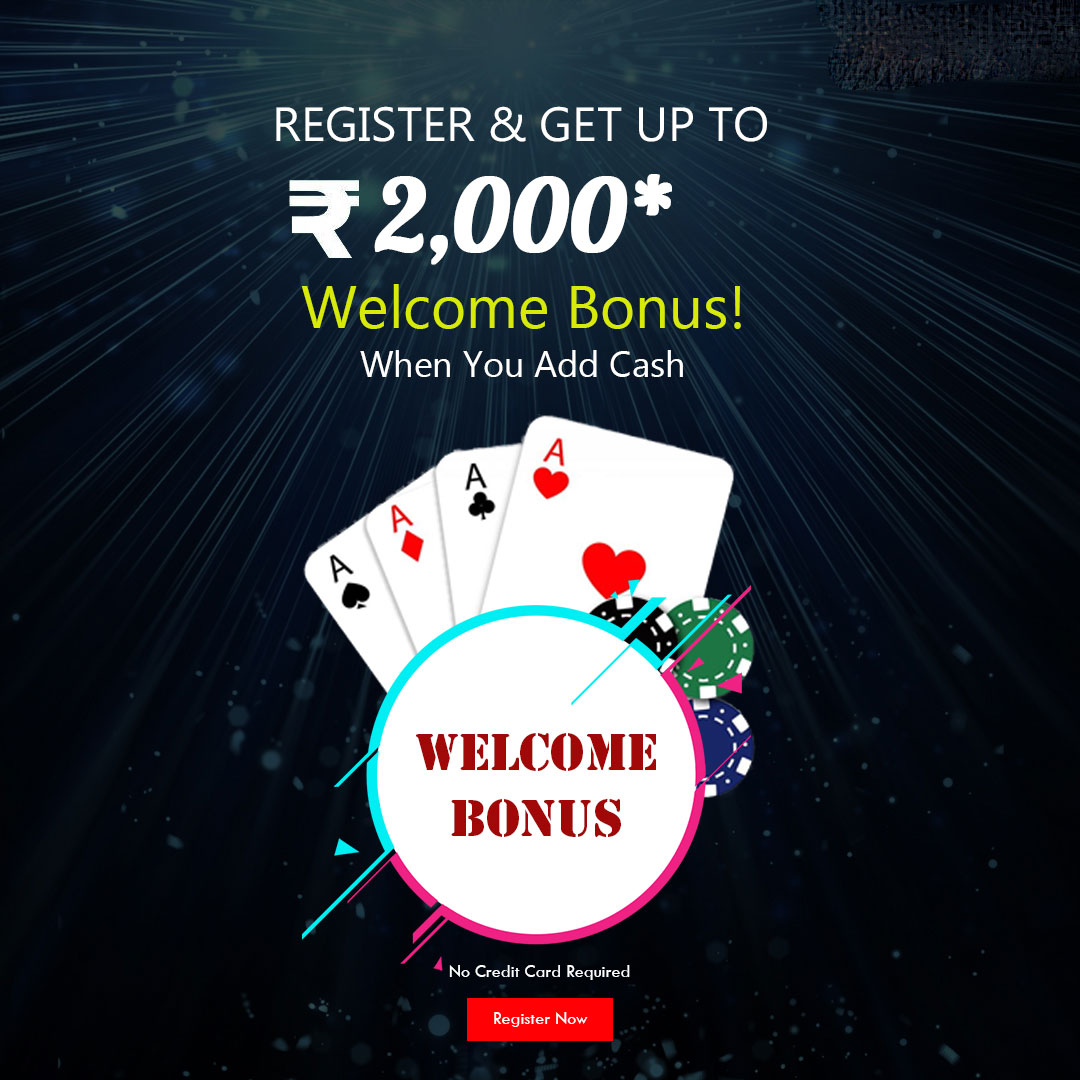 REGISTER & GET UP TO
₹ 2,000*
Welcome Bonus!
When You Add Cash
A
A
A
A
WELCOME
BONUS
No Credit Card Required
Register Now